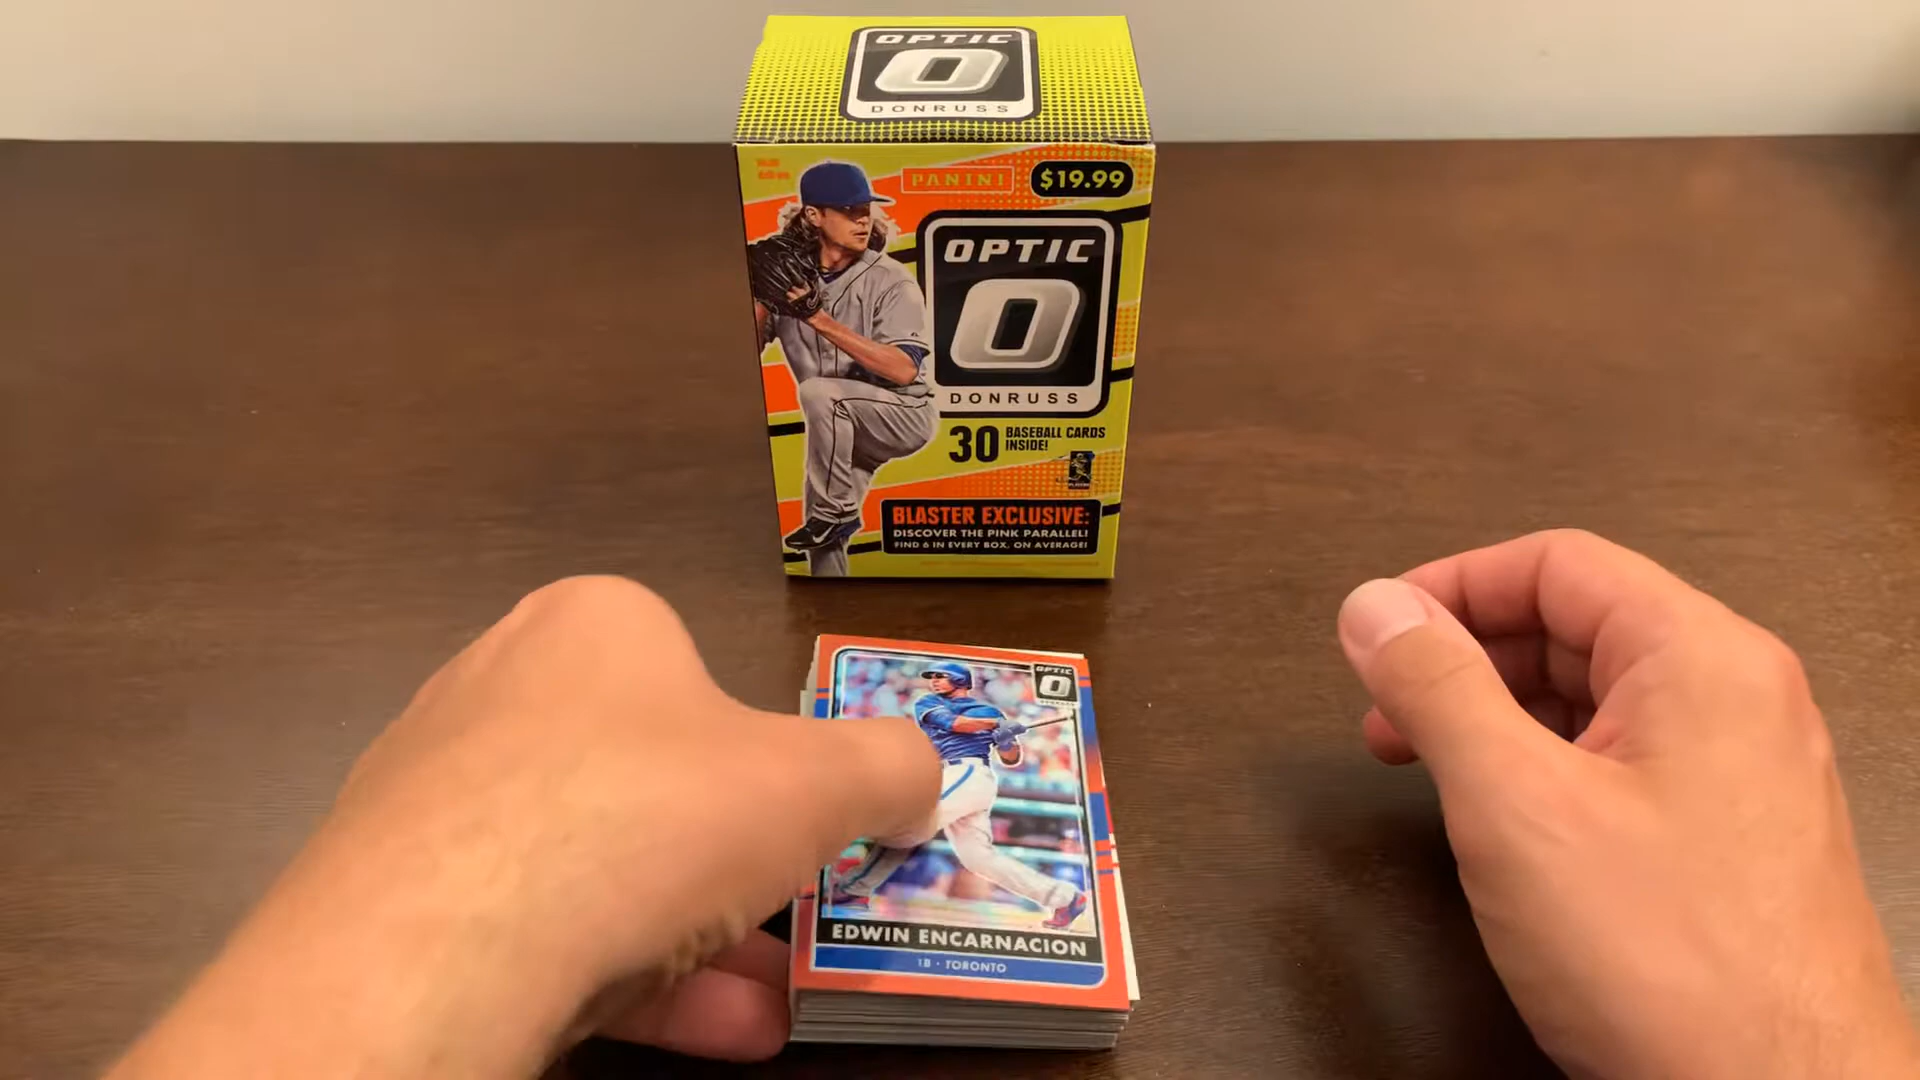 OPTIC
DONRUSS
PANINI
$19.99
OPTIC
DONRUSS
30 BASEBALL CARDS
INSIDE!
BLASTER EXCLUSIVE:
DISCOVER THE PINK PARALLEL!
FIND 6 IN EVERY BOX, ON AVERAGE!
OPTIC
EDWIN ENCARNACION
1B · TORONTO